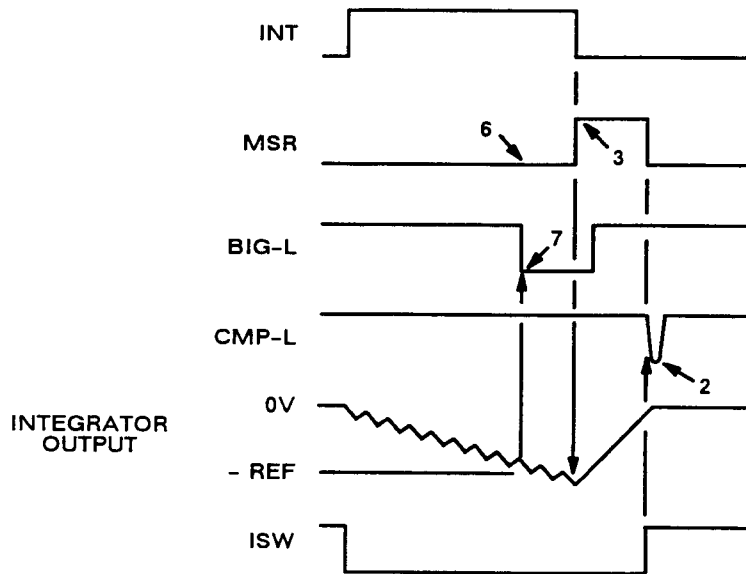 INT
MSR
6
3
BIG-L
7
CMP-L
2
0V
INTEGRATOR
OUTPUT
- REF
ISW